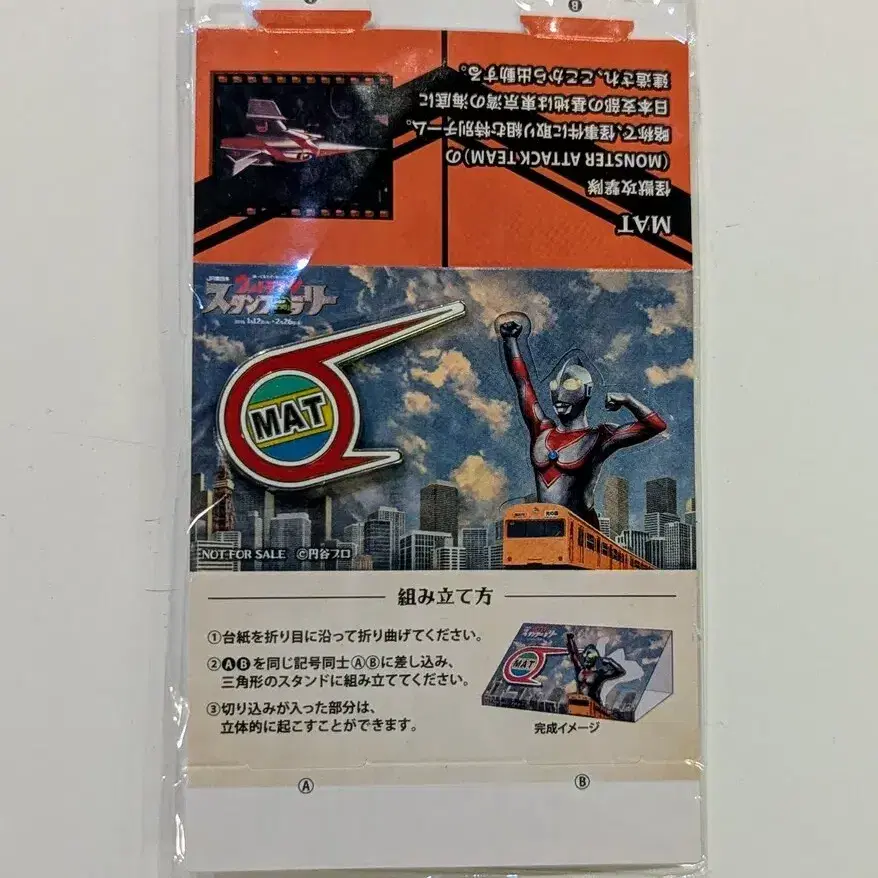 Ⓐ
Ⓑ
MAT
怪獣攻撃隊
(MONSTER ATTACK TEAM)の
略称で、怪事件に取り組む特別チーム。
日本支部の基地は東京湾の海底に
建造され、ここから出動する。
ウルトラマン
スタンプラリー
MAT
NOT FOR SALE ©円谷プロ
組み立て方
①台紙を折り目に沿って折り曲げてください。
②🅐🅑を同じ記号同士ⒶⒷに差し込み、
三角形のスタンドに組み立ててください。
③切り込みが入った部分は、
立体的に起こすことができます。
MAT
完成イメージ
Ⓐ
Ⓑ